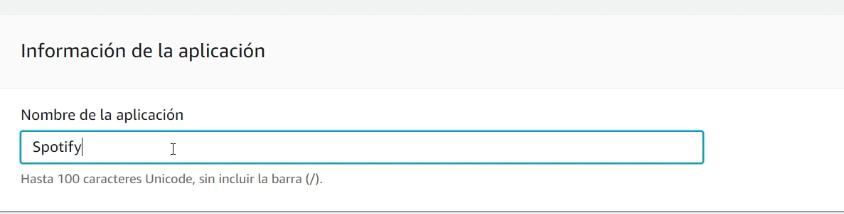 Información de la aplicación
Nombre de la aplicación
Spotify
Hasta 100 caracteres Unicode, sin incluir la barra (/).